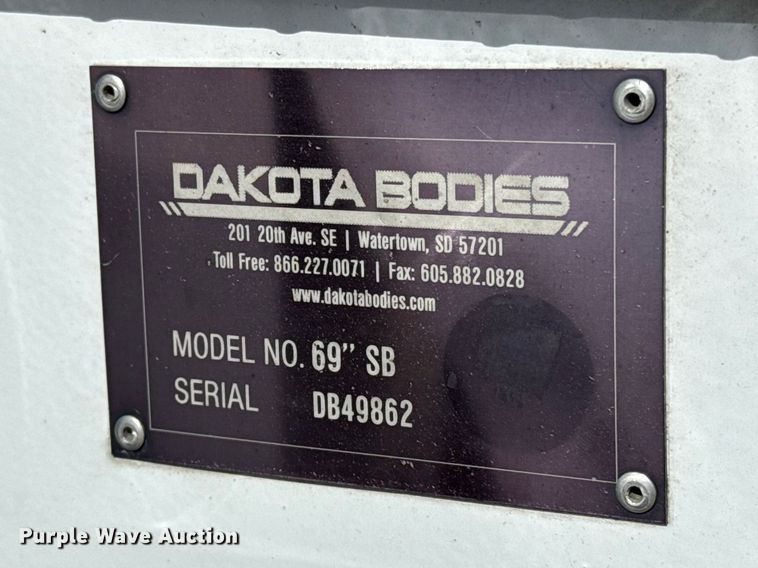 DAKOTA BODIES
201 20th Ave. SE | Watertown, SD 57201
Toll Free: 866.227.0071 | Fax: 605.882.0828
www.dakotabodies.com
MODEL NO. 69" SB
SERIAL DB49862
Purple Wave Auction